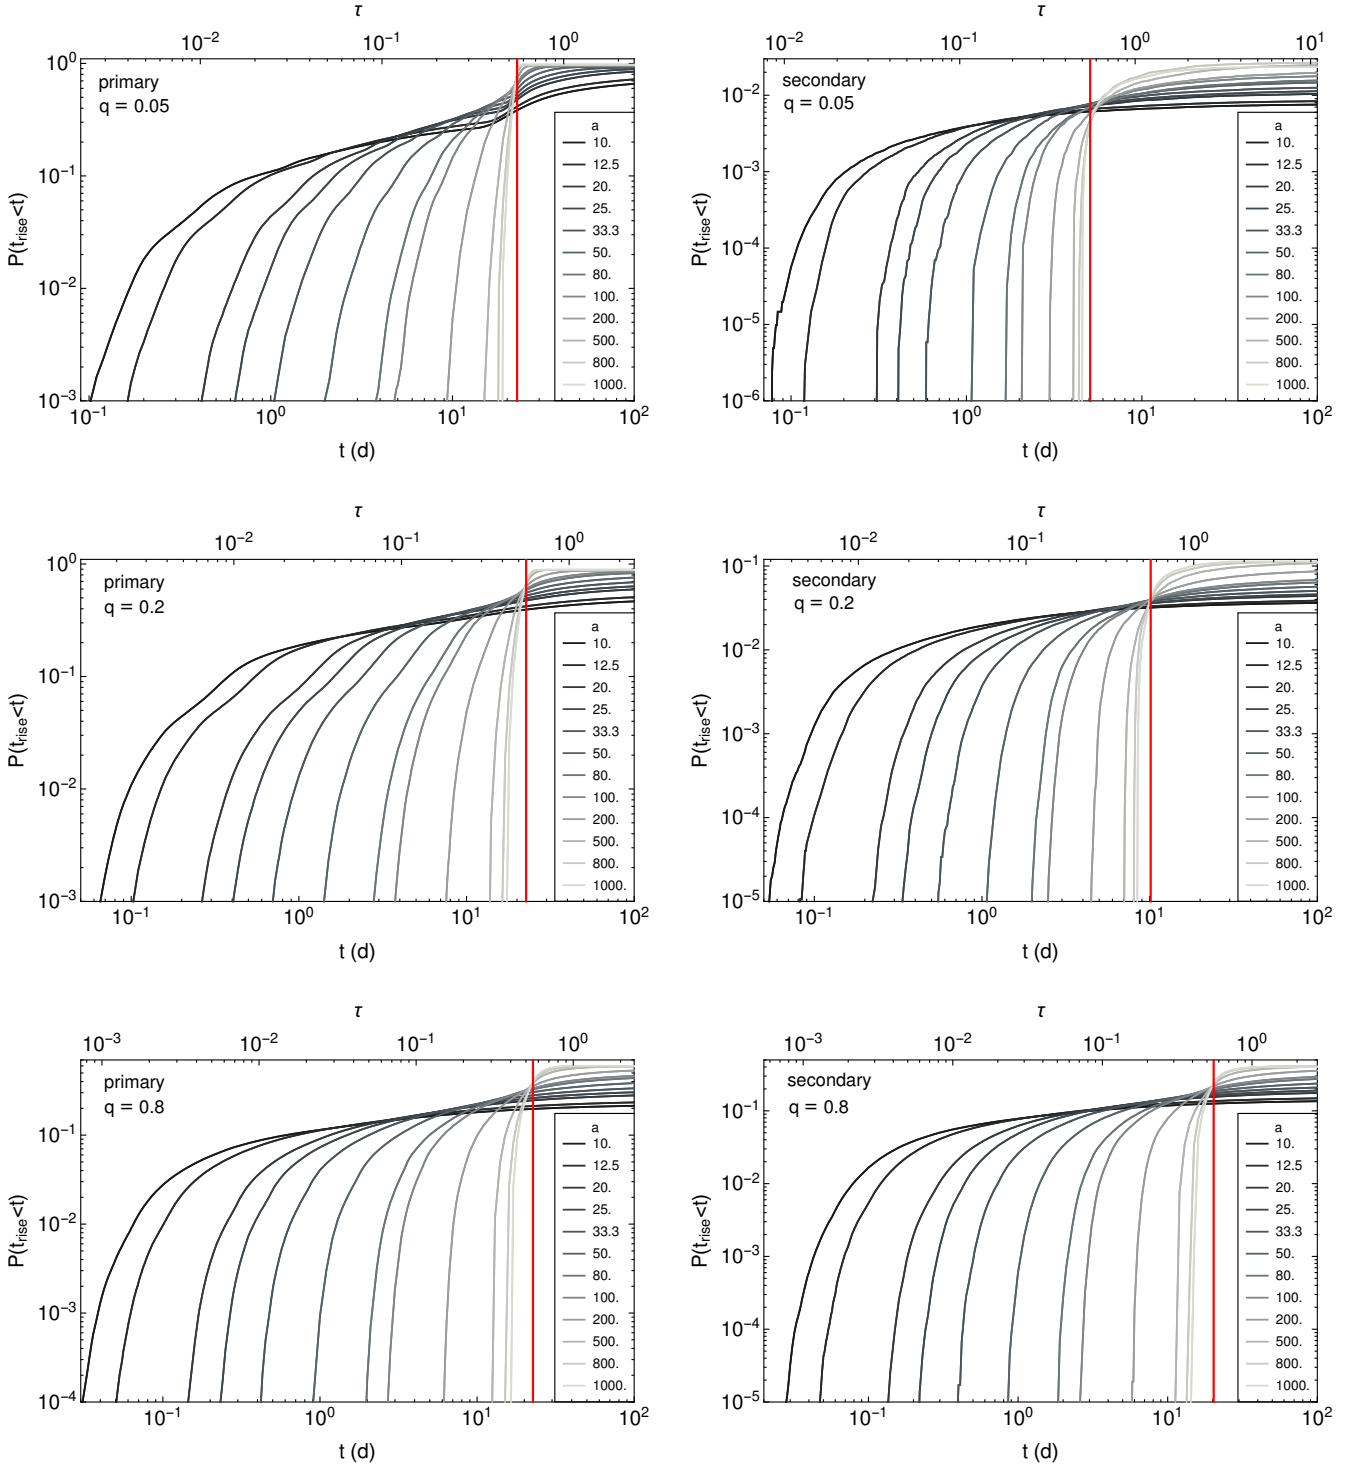 τ
10⁻² 10⁻¹ 10⁰
primary
q = 0.05
P(t_rise<t)
10⁰
10⁻¹
10⁻²
10⁻³
a
10.
12.5
20.
25.
33.3
50.
80.
100.
200.
500.
800.
1000.
10⁻¹ 10⁰ 10¹ 10²
t (d)
τ
10⁻² 10⁻¹ 10⁰ 10¹
secondary
q = 0.05
P(t_rise<t)
10⁻²
10⁻³
10⁻⁴
10⁻⁵
10⁻⁶
a
10.
12.5
20.
25.
33.3
50.
80.
100.
200.
500.
800.
1000.
10⁻¹ 10⁰ 10¹ 10²
t (d)
τ
10⁻² 10⁻¹ 10⁰
primary
q = 0.2
P(t_rise<t)
10⁰
10⁻¹
10⁻²
10⁻³
a
10.
12.5
20.
25.
33.3
50.
80.
100.
200.
500.
800.
1000.
10⁻¹ 10⁰ 10¹ 10²
t (d)
τ
10⁻² 10⁻¹ 10⁰
secondary
q = 0.2
P(t_rise<t)
10⁻¹
10⁻²
10⁻³
10⁻⁴
10⁻⁵
a
10.
12.5
20.
25.
33.3
50.
80.
100.
200.
500.
800.
1000.
10⁻¹ 10⁰ 10¹ 10²
t (d)
τ
10⁻³ 10⁻² 10⁻¹ 10⁰
primary
q = 0.8
P(t_rise<t)
10⁻¹
10⁻²
10⁻³
10⁻⁴
a
10.
12.5
20.
25.
33.3
50.
80.
100.
200.
500.
800.
1000.
10⁻¹ 10⁰ 10¹ 10²
t (d)
τ
10⁻³ 10⁻² 10⁻¹ 10⁰
secondary
q = 0.8
P(t_rise<t)
10⁻¹
10⁻²
10⁻³
10⁻⁴
10⁻⁵
a
10.
12.5
20.
25.
33.3
50.
80.
100.
200.
500.
800.
1000.
10⁻¹ 10⁰ 10¹ 10²
t (d)